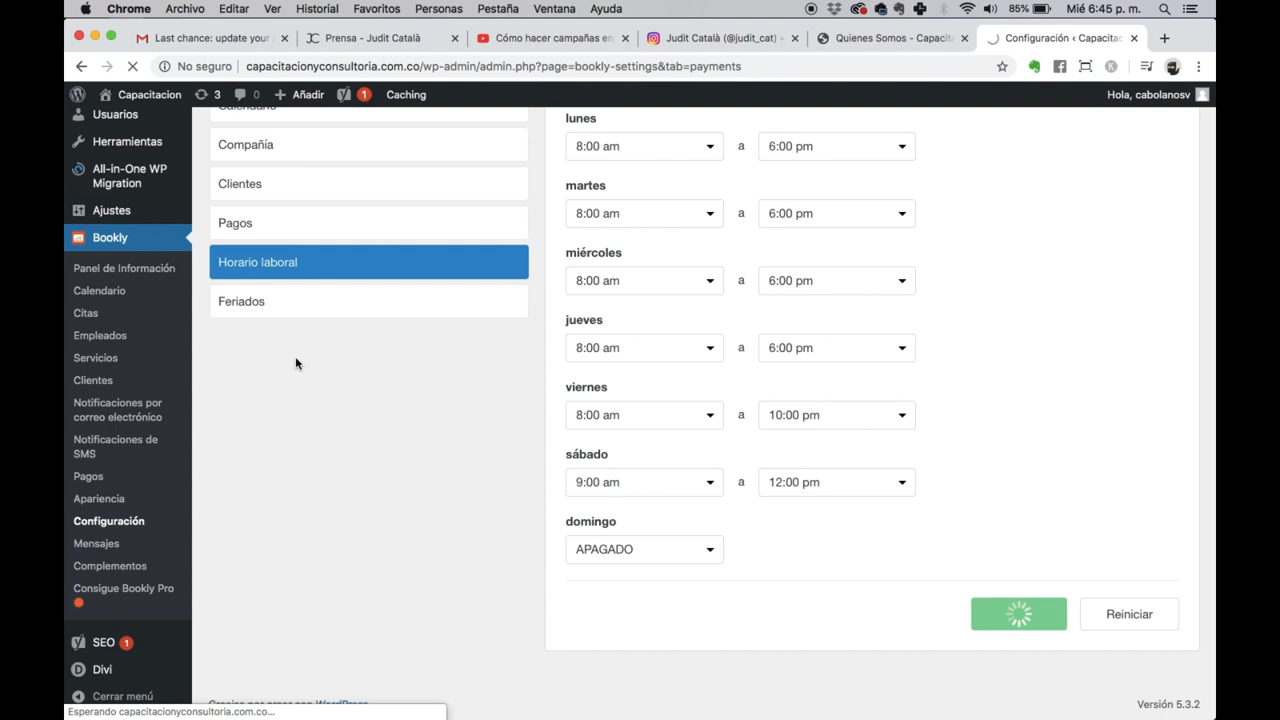 Chrome Archivo Editar Ver Historial Favoritos Personas Pestaña Ventana Ayuda 85% Mié 6:45 p. m.
Last chance: update your Prensa - Judit Català Cómo hacer campañas en Judit Català (@judit_cat) Quienes Somos - Capacit Configuración ‹ Capacitac
No seguro capacitacionyconsultoria.com.co/wp-admin/admin.php?page=bookly-settings&tab=payments
Capacitacion 3 0 Añadir 1 Caching Hola, cabolanosv
Usuarios
Herramientas
All-in-One WP
Migration
Ajustes
Bookly
Panel de Información
Calendario
Citas
Empleados
Servicios
Clientes
Notificaciones por
correo electrónico
Notificaciones de
SMS
Pagos
Apariencia
Configuración
Mensajes
Complementos
Consigue Bookly Pro
SEO 1
Divi
Cerrar menú
Calendario
Compañía
Clientes
Pagos
Horario laboral
Feriados
lunes
8:00 am a 6:00 pm
martes
8:00 am a 6:00 pm
miércoles
8:00 am a 6:00 pm
jueves
8:00 am a 6:00 pm
viernes
8:00 am a 10:00 pm
sábado
9:00 am a 12:00 pm
domingo
APAGADO
Reiniciar
Gracias por crear con WordPress
Versión 5.3.2
Esperando capacitacionyconsultoria.com.co...